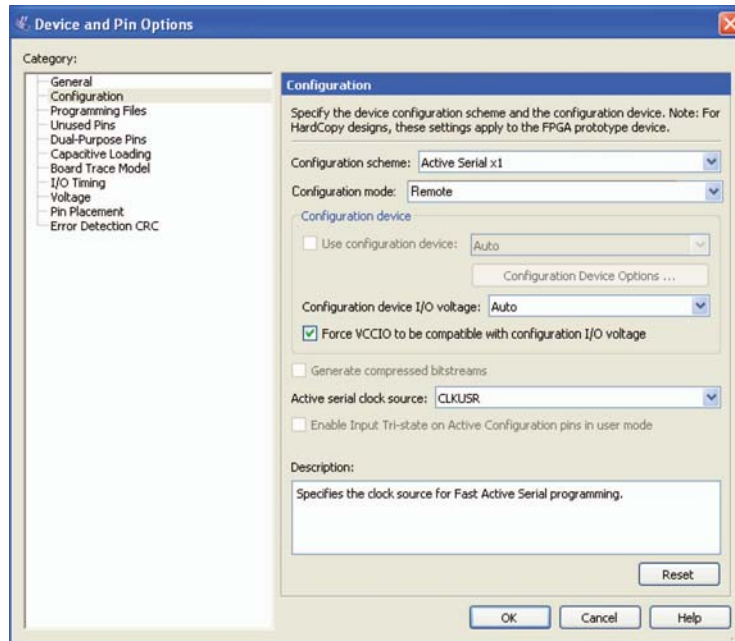 Device and Pin Options
Category:
General
Configuration
Programming Files
Unused Pins
Dual-Purpose Pins
Capacitive Loading
Board Trace Model
I/O Timing
Voltage
Pin Placement
Error Detection CRC
Configuration
Specify the device configuration scheme and the configuration device. Note: For
HardCopy designs, these settings apply to the FPGA prototype device.
Configuration scheme: Active Serial x1
Configuration mode: Remote
Configuration device
Use configuration device: Auto
Configuration Device Options ...
Configuration device I/O voltage: Auto
Force VCCIO to be compatible with configuration I/O voltage
Generate compressed bitstreams
Active serial clock source: CLKUSR
Enable Input Tri-state on Active Configuration pins in user mode
Description:
Specifies the clock source for Fast Active Serial programming.
Reset
OK Cancel Help